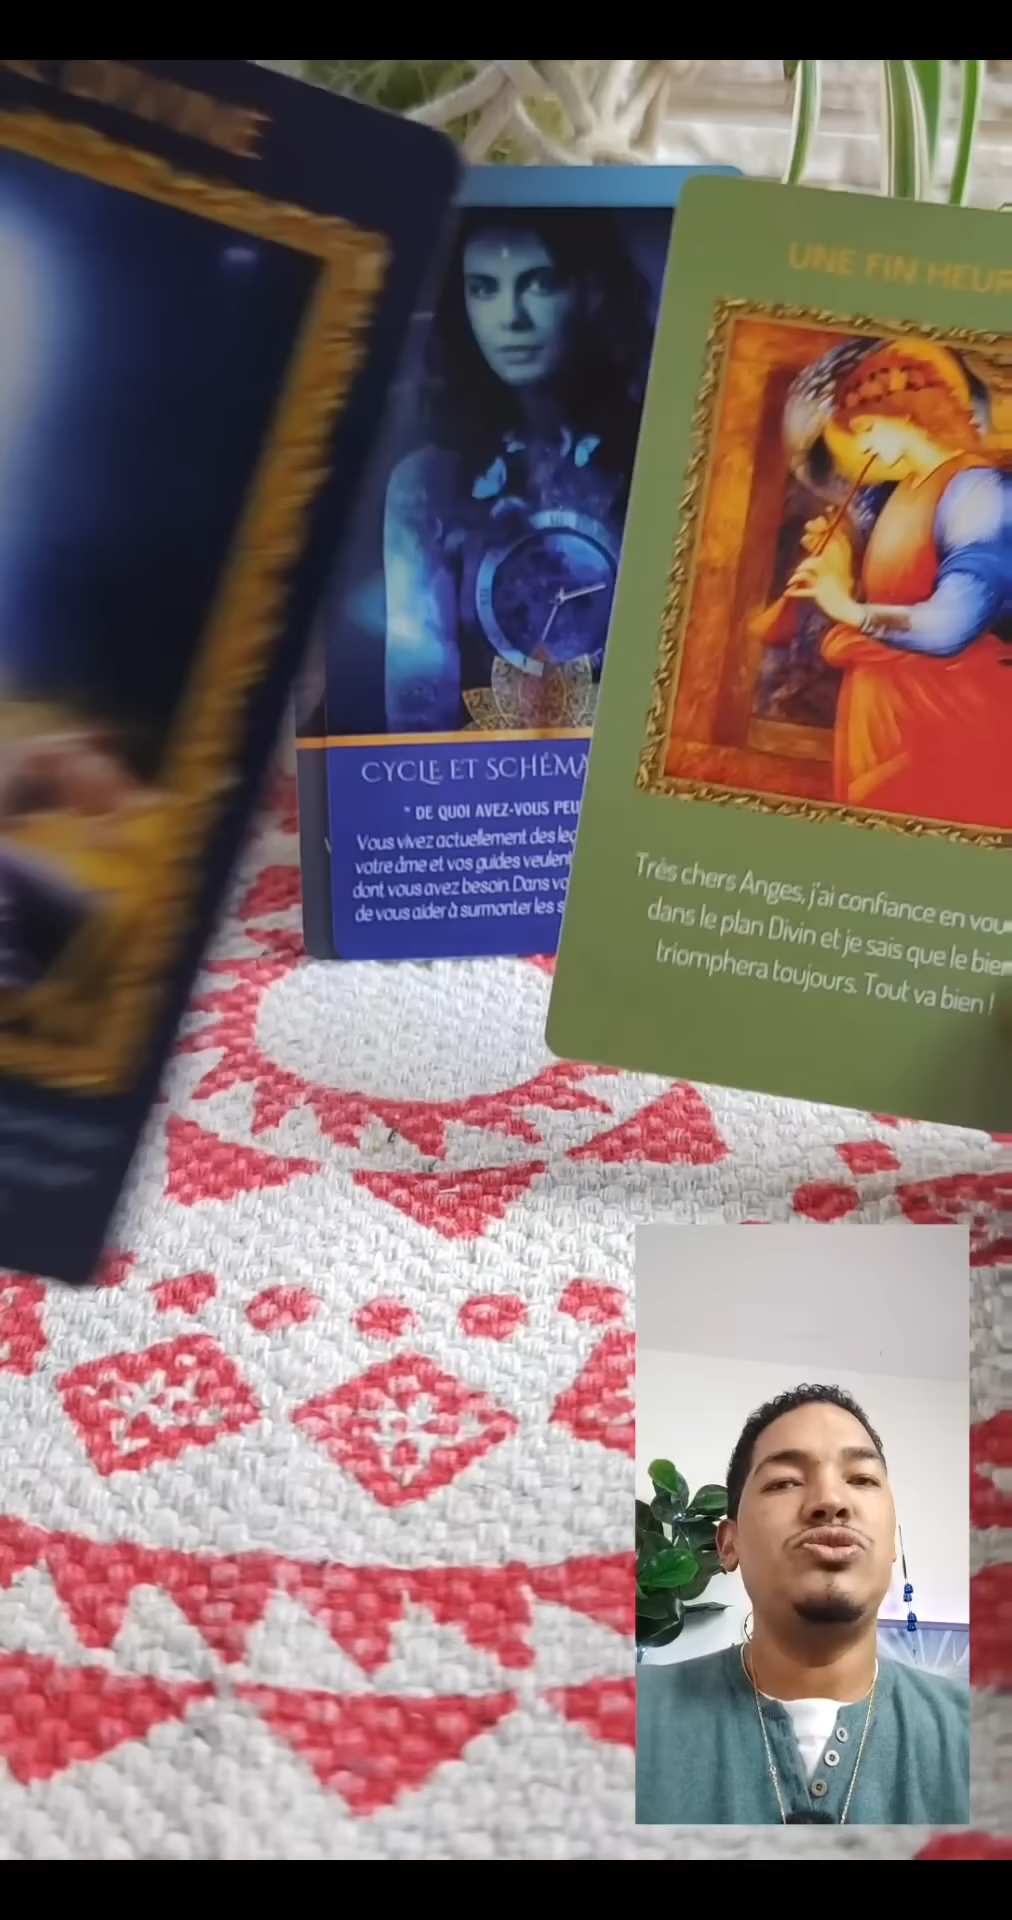 UNE FIN HEUR
CYCLE ET SCHÉMA
" DE QUOI AVEZ-VOUS PEU
Vous vivez actuellement des leç
votre âme et vos guides veulent
dont vous avez besoin. Dans vo
de vous aider à surmonter les s
Très chers Anges, j'ai confiance en vou
dans le plan Divin et je sais que le bien
triomphera toujours. Tout va bien !